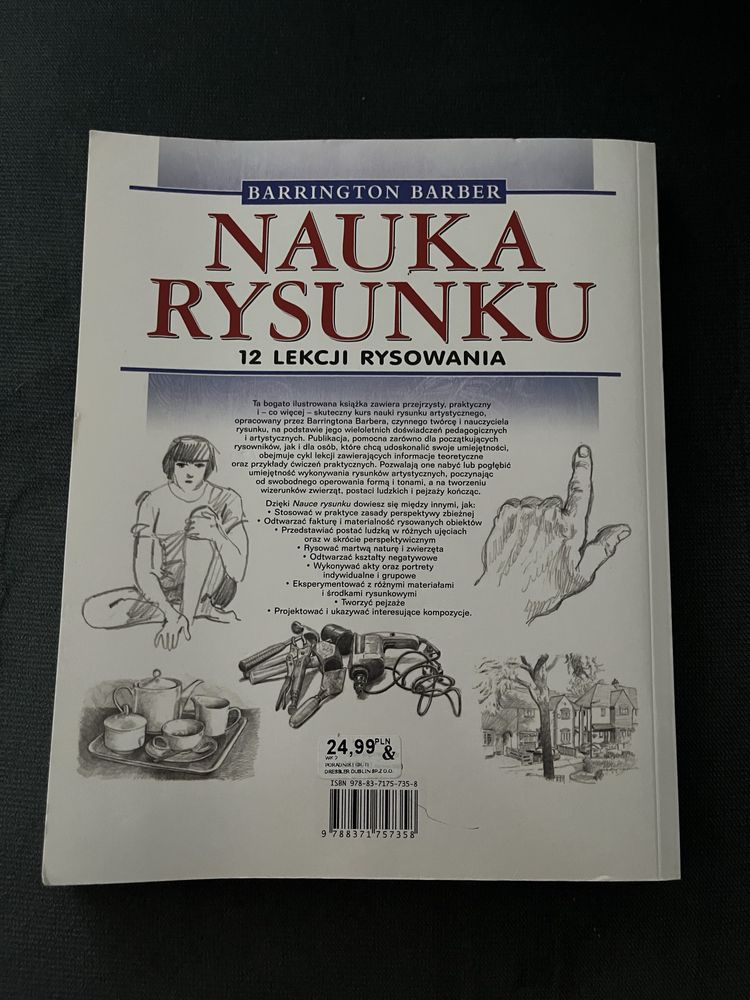 BARRINGTON BARBER
NAUKA
RYSUNKU
12 LEKCJI RYSOWANIA
Ta bogato ilustrowana książka zawiera przejrzysty, praktyczny
i – co więcej – skuteczny kurs nauki rysunku artystycznego,
opracowany przez Barringtona Barbera, czynnego twórcę i nauczyciela
rysunku, na podstawie jego wieloletnich doświadczeń pedagogicznych
i artystycznych. Publikacja, pomocna zarówno dla początkujących
rysowników, jak i dla osób, które chcą udoskonalić swoje umiejętności,
obejmuje cykl lekcji zawierających informacje teoretyczne
oraz przykłady ćwiczeń praktycznych. Pozwalają one nabyć lub pogłębić
umiejętność wykonywania rysunków artystycznych, poczynając
od swobodnego operowania formą i tonami, a na tworzeniu
wizerunków zwierząt, postaci ludzkich i pejzaży kończąc.
Dzięki Nauce rysunku dowiesz się między innymi, jak:
• Stosować w praktyce zasady perspektywy zbieżnej
• Odtwarzać fakturę i materialność rysowanych obiektów
• Przedstawiać postać ludzką w różnych ujęciach
oraz w skrócie perspektywicznym
• Rysować martwą naturę i zwierzęta
• Odtwarzać kształty negatywowe
• Wykonywać akty oraz portrety
indywidualne i grupowe
• Eksperymentować z różnymi materiałami
i środkami rysunkowymi
• Tworzyć pejzaże
• Projektować i ukazywać interesujące kompozycje.
24,99 PLN
&
PORADNIKI
DRESSLER DUBLIN SP.Z O.O.
ISBN 978-83-7175-735-8
9 788371 757358